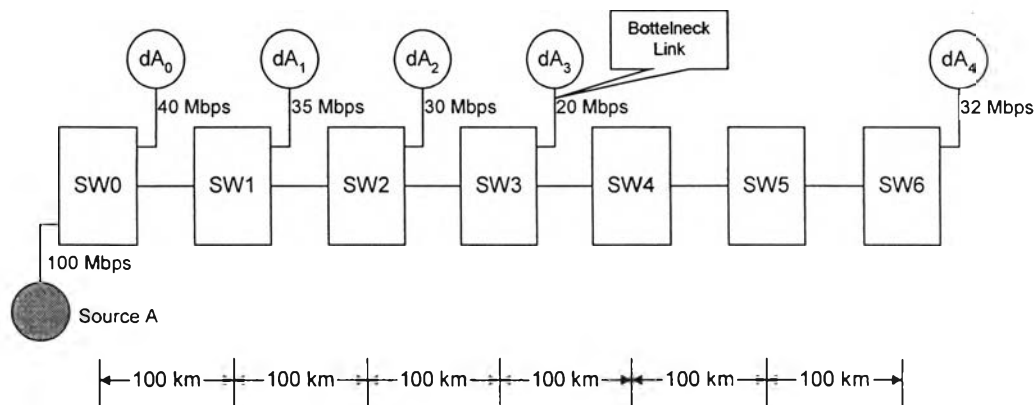 dA0
dA1
dA2
dA3
Bottelneck
Link
dA4
40 Mbps
35 Mbps
30 Mbps
20 Mbps
32 Mbps
SW0
SW1
SW2
SW3
SW4
SW5
SW6
100 Mbps
Source A
100 km
100 km
100 km
100 km
100 km
100 km